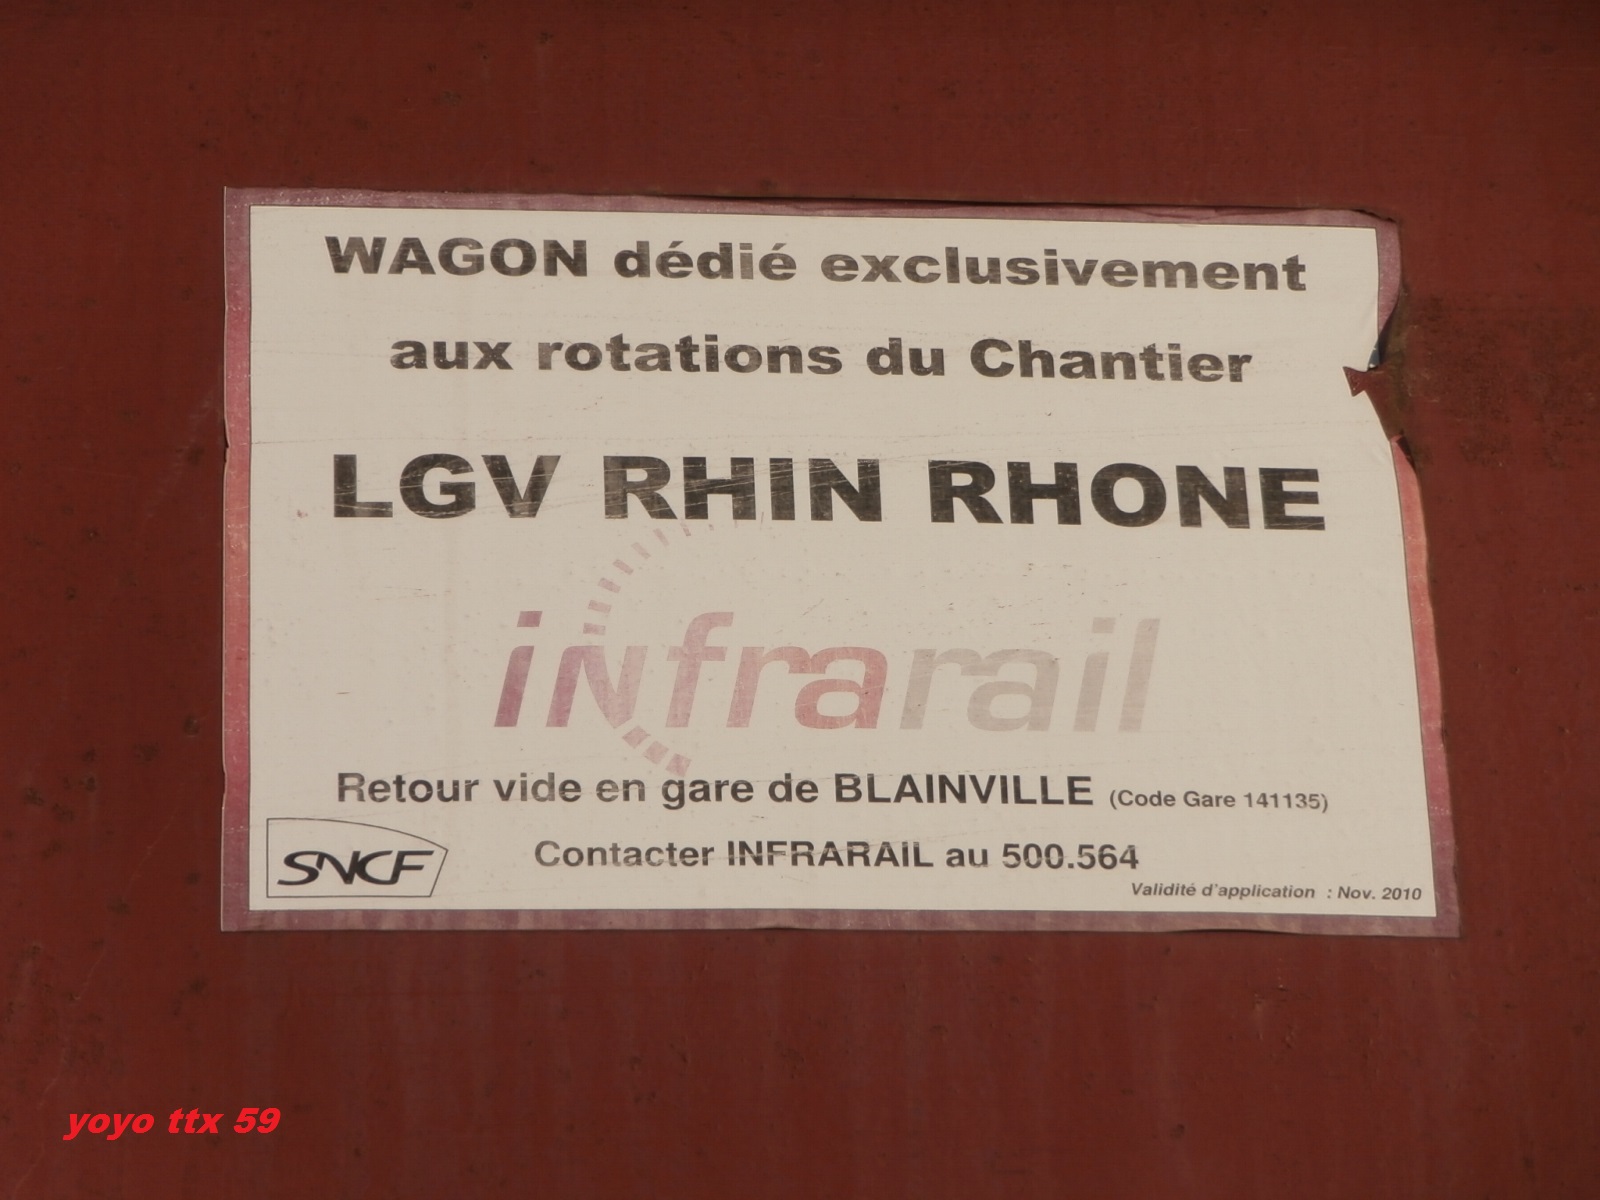 WAGON dédié exclusivement
aux rotations du Chantier
LGV RHIN RHONE
infrarail
Retour vide en gare de BLAINVILLE (Code Gare 141135)
SNCF
Contacter INFRARAIL au 500.564
Validité d'application : Nov. 2010
yoyo ttx 59